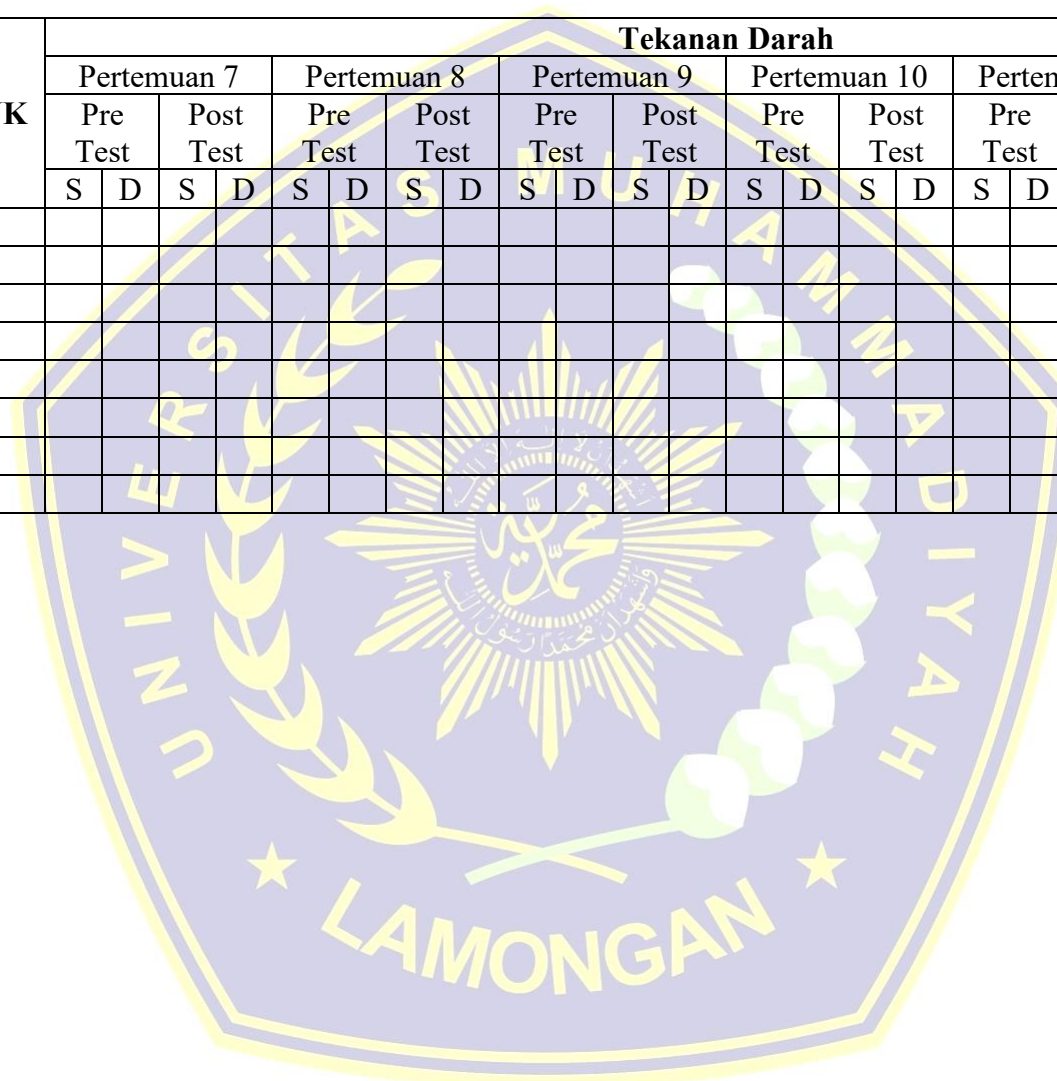 Tekanan Darah
Pertemuan 7 Pertemuan 8 Pertemuan 9 Pertemuan 10
K Pre Test Post Test Pre Test Post Test Pre Test Post Test Pre Test Post Test Pre Test
S D S D S D S D S D S D S D S D S D
UNIVERSITAS MUHAMMADIYAH
محمدية
LAMONGAN